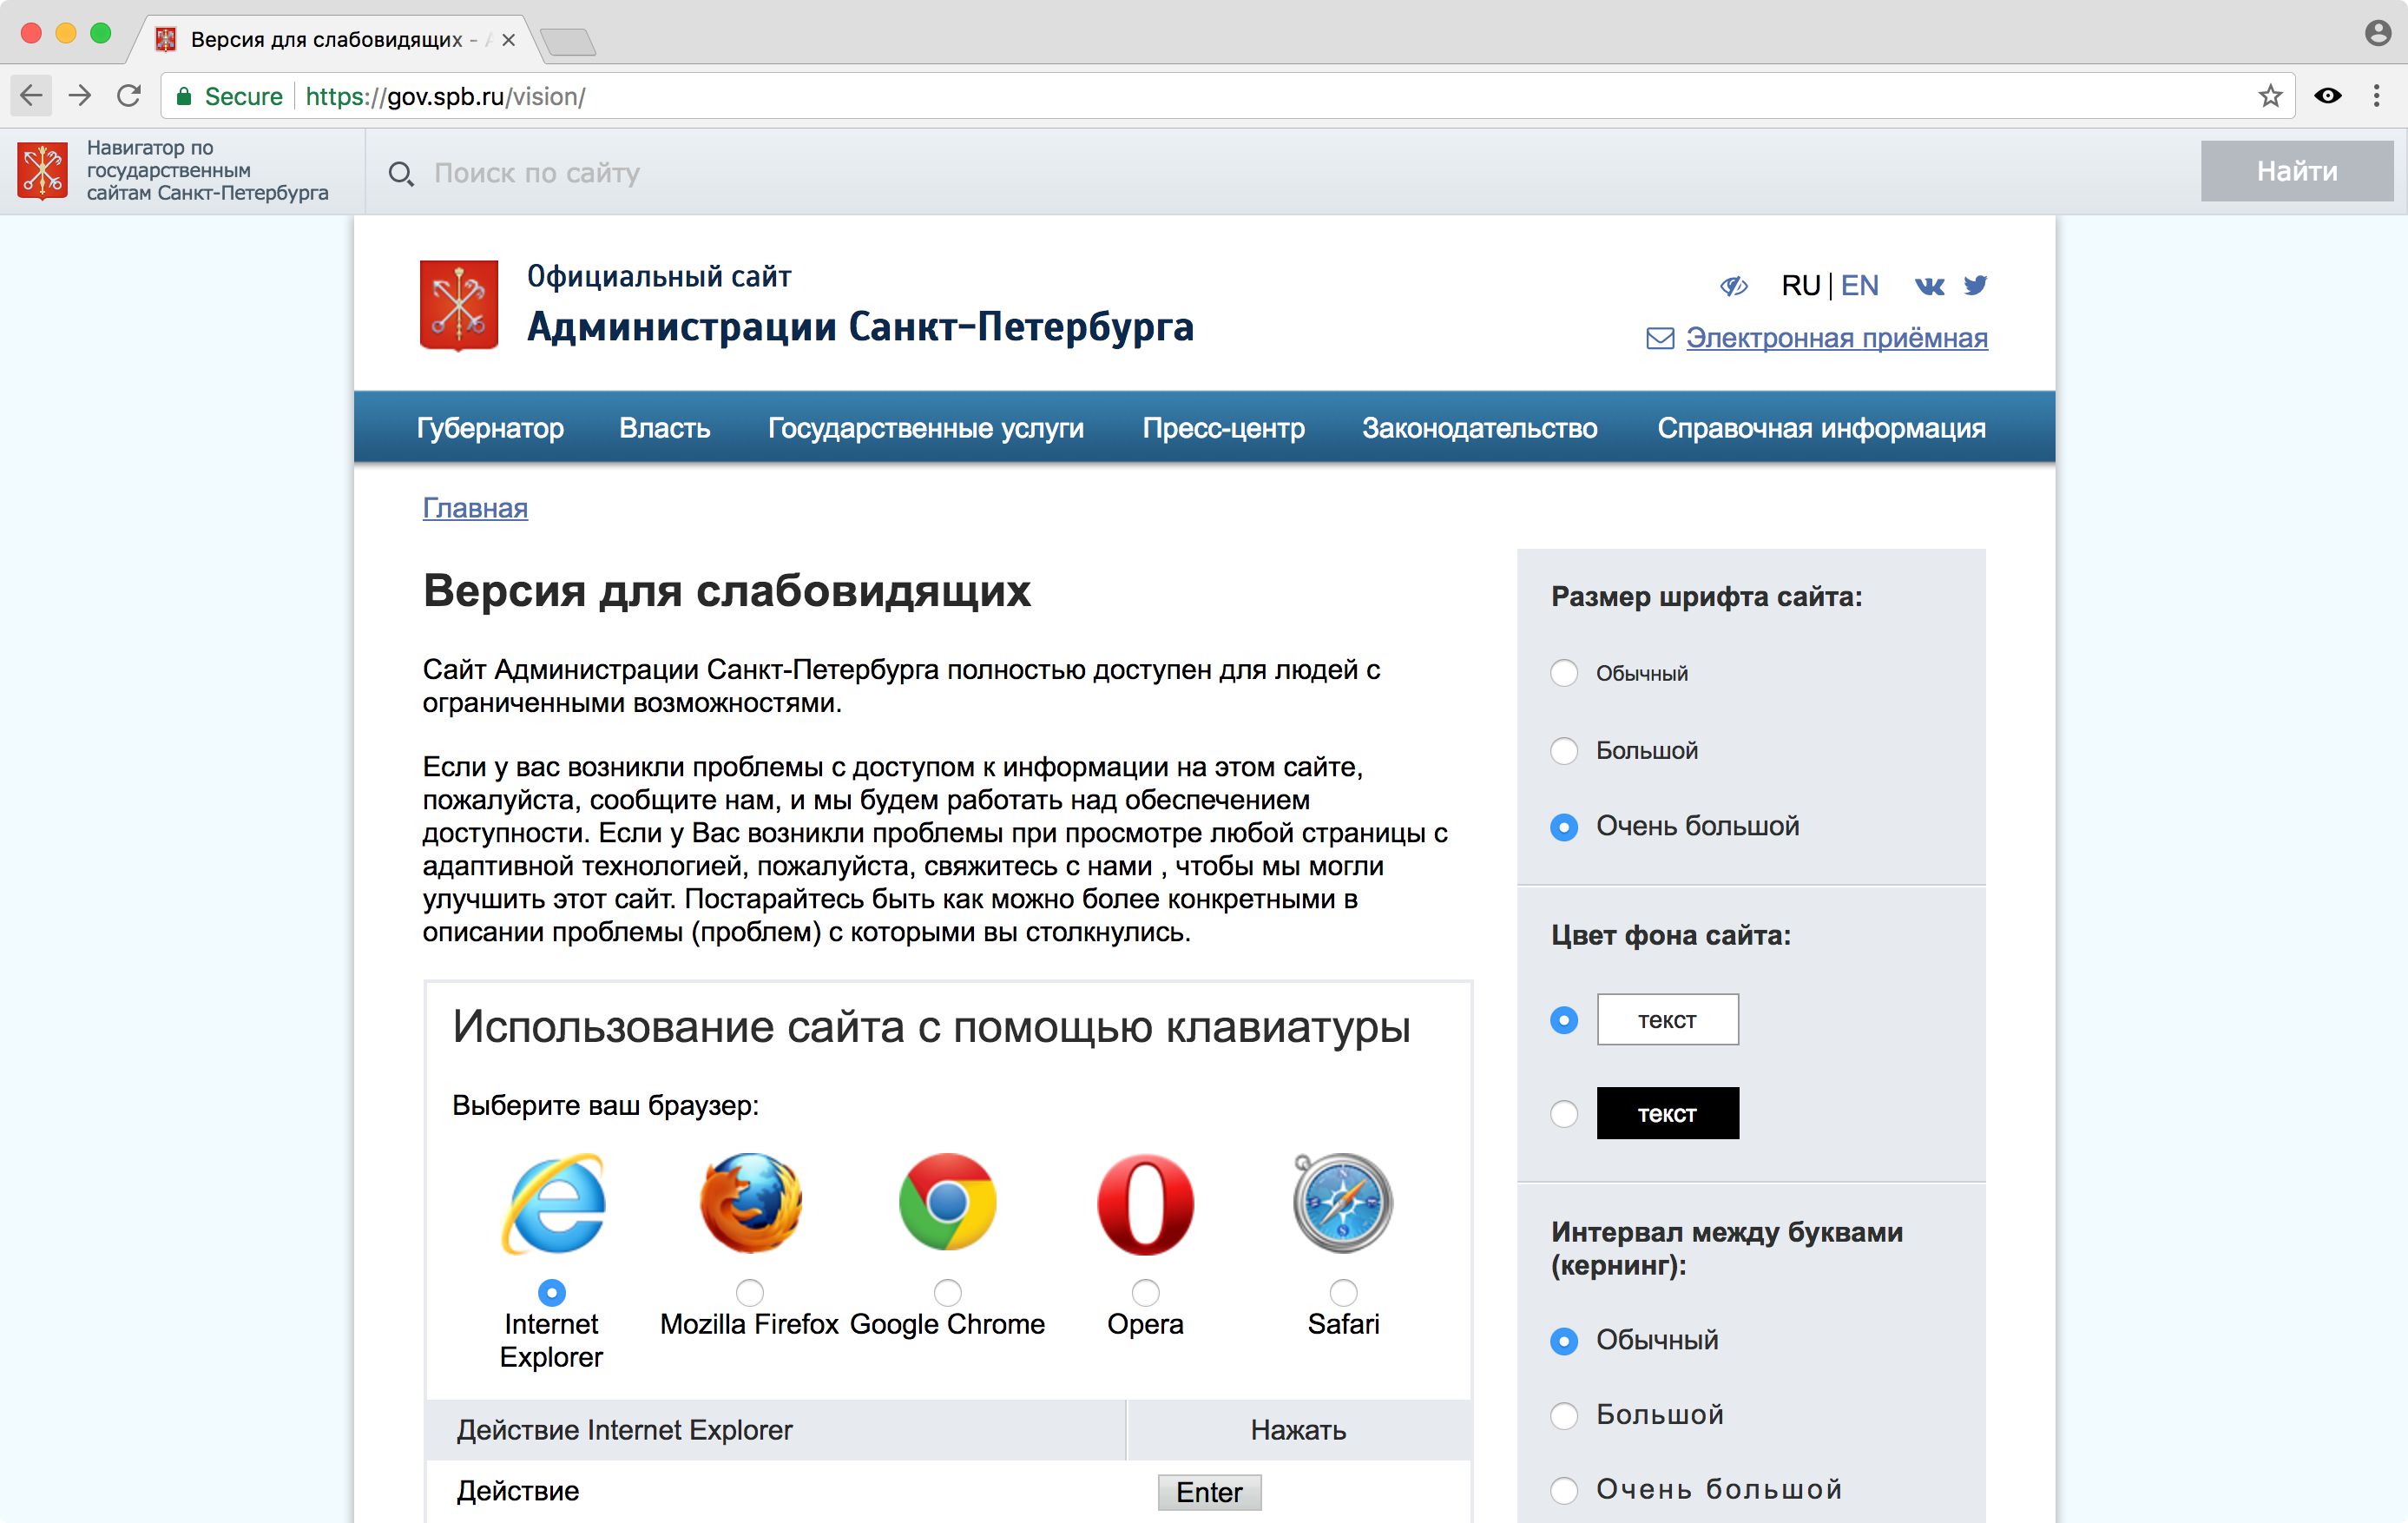 Версия для слабовидящих -
Secure https://gov.spb.ru/vision/
Навигатор по
государственным
сайтам Санкт-Петербурга
Поиск по сайту
Найти
Официальный сайт
Администрации Санкт-Петербурга
RU | EN
Электронная приёмная
Губернатор Власть Государственные услуги Пресс-центр Законодательство Справочная информация
Главная
Версия для слабовидящих
Сайт Администрации Санкт-Петербурга полностью доступен для людей с
ограниченными возможностями.
Если у вас возникли проблемы с доступом к информации на этом сайте,
пожалуйста, сообщите нам, и мы будем работать над обеспечением
доступности. Если у Вас возникли проблемы при просмотре любой страницы с
адаптивной технологией, пожалуйста, свяжитесь с нами , чтобы мы могли
улучшить этот сайт. Постарайтесь быть как можно более конкретными в
описании проблемы (проблем) с которыми вы столкнулись.
Использование сайта с помощью клавиатуры
Выберите ваш браузер:
Internet
Explorer
Mozilla Firefox
Google Chrome
Opera
Safari
Действие Internet Explorer Нажать
Действие Enter
Размер шрифта сайта:
Обычный
Большой
Очень большой
Цвет фона сайта:
текст
текст
Интервал между буквами
(кернинг):
Обычный
Большой
Очень большой